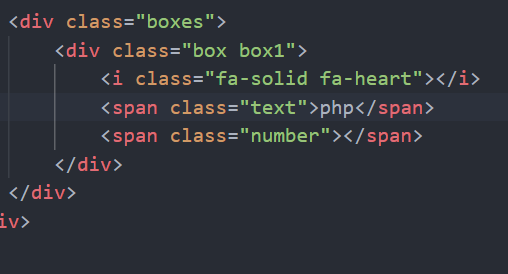 <div class="boxes">
<div class="box box1">
<i class="fa-solid fa-heart"></i>
<span class="text">php</span>
<span class="number"></span>
</div>
</div>
iv>